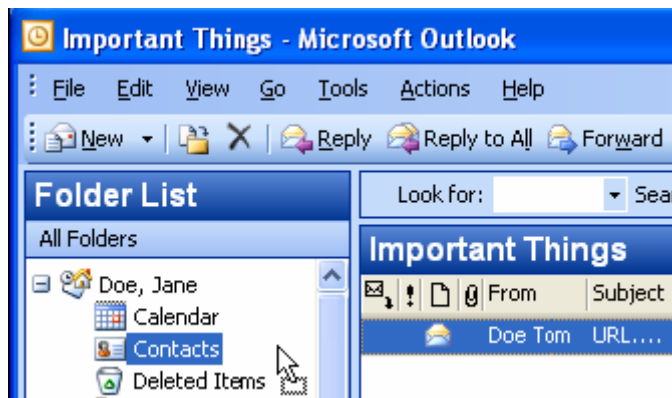 Important Things - Microsoft Outlook
File Edit View Go Tools Actions Help
New Reply Reply to All Forward
Folder List
Look for:
All Folders
Important Things
Doe, Jane
From Subject
Calendar
Doe Tom URL....
Contacts
Deleted Items